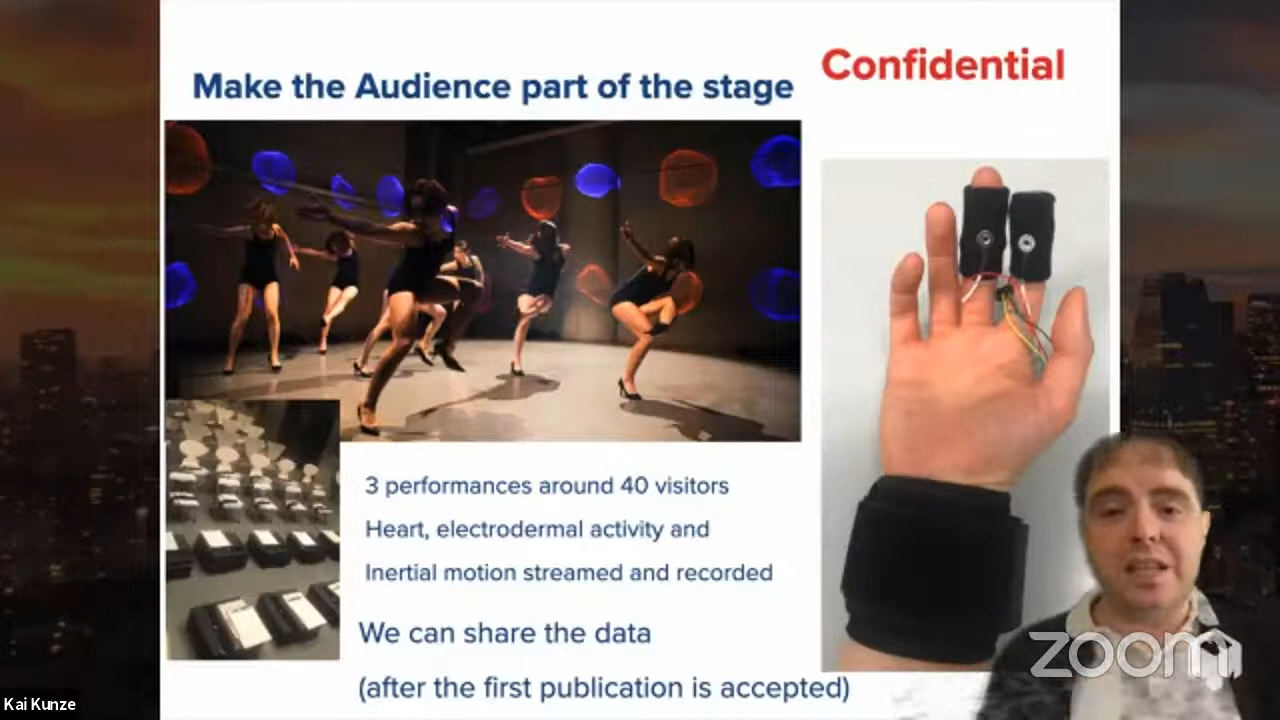 Confidential
Make the Audience part of the stage
3 performances around 40 visitors
Heart, electrodermal activity and
Inertial motion streamed and recorded
We can share the data
(after the first publication is accepted)
zoom
Kai Kunze